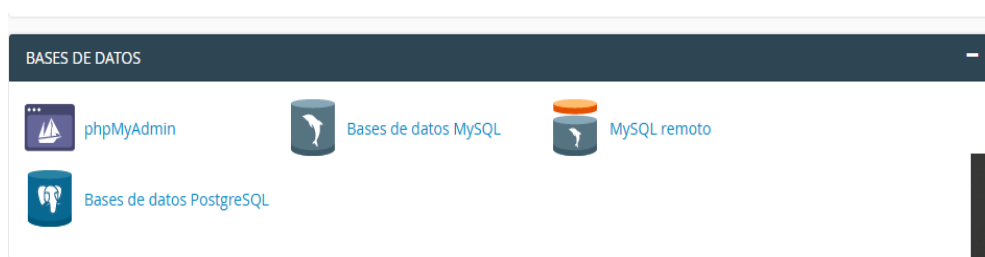 BASES DE DATOS
phpMyAdmin
Bases de datos MySQL
MySQL remoto
Bases de datos PostgreSQL